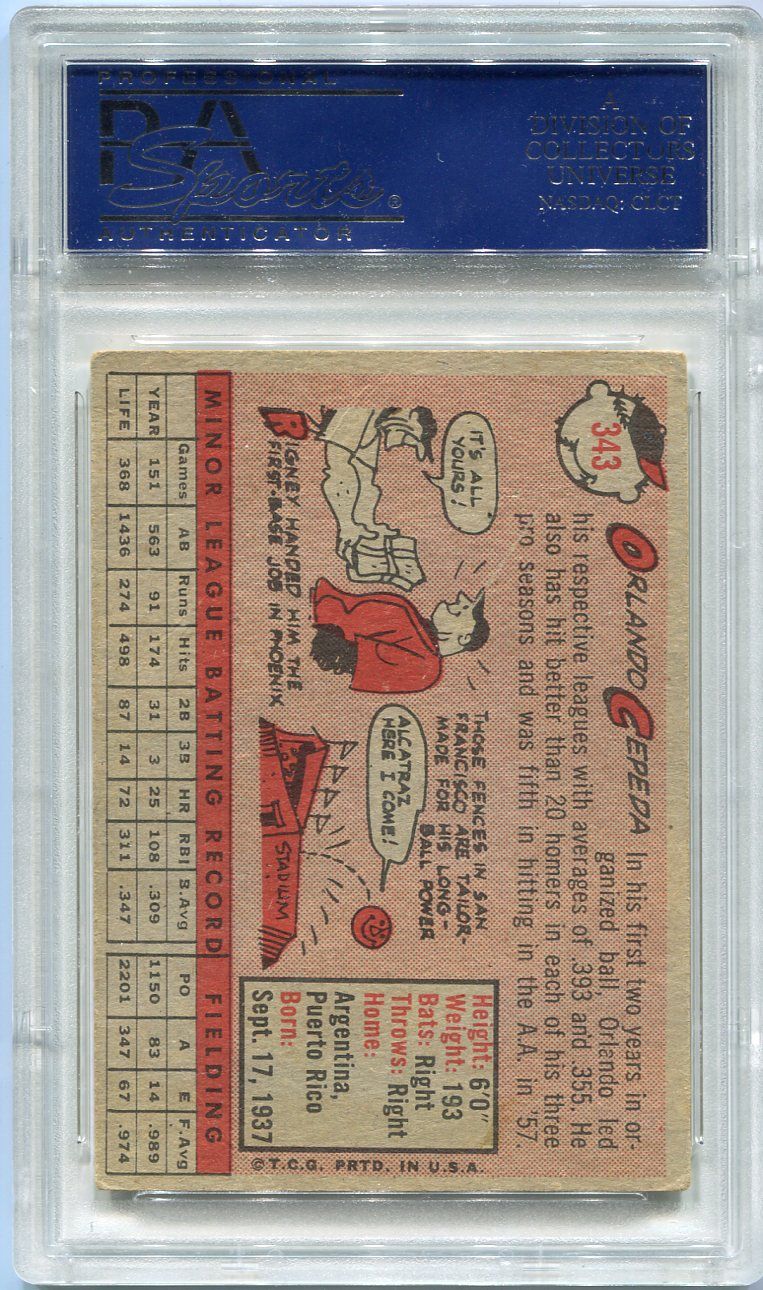 PROFESSIONAL
PSA
Sports®
AUTHENTICATOR
A
DIVISION OF
COLLECTORS
UNIVERSE
NASDAQ: CLCT
343
ORLANDO CEPEDA
In his first two years in or-
ganized ball, Orlando led
his respective leagues with averages of .393 and .355. He
also has hit better than 20 homers in each of his three
pro seasons and was fifth in hitting in the A.A. in '57.
IT'S ALL
YOURS!
RIGNEY HANDED HIM THE
FIRST-BASE JOB IN PHOENIX
THOSE FENCES IN SAN
FRANCISCO ARE TAILOR-
MADE FOR HIS LONG-
BALL POWER
ALCATRAZ
HERE I COME!
STADIUM
Height: 6'0"
Weight: 193
Bats: Right
Throws: Right
Home:
Argentina,
Puerto Rico
Born:
Sept. 17, 1937
©T.C.G. PRTD. IN U.S.A.
MINOR LEAGUE BATTING RECORD FIELDING
Games AB Runs Hits 2B 3B HR RBI B.Avg PO A E F.Avg
YEAR 151 563 91 174 31 3 25 108 .309 1150 83 14 .989
LIFE 368 1436 274 498 87 14 72 311 .347 2201 347 67 .974